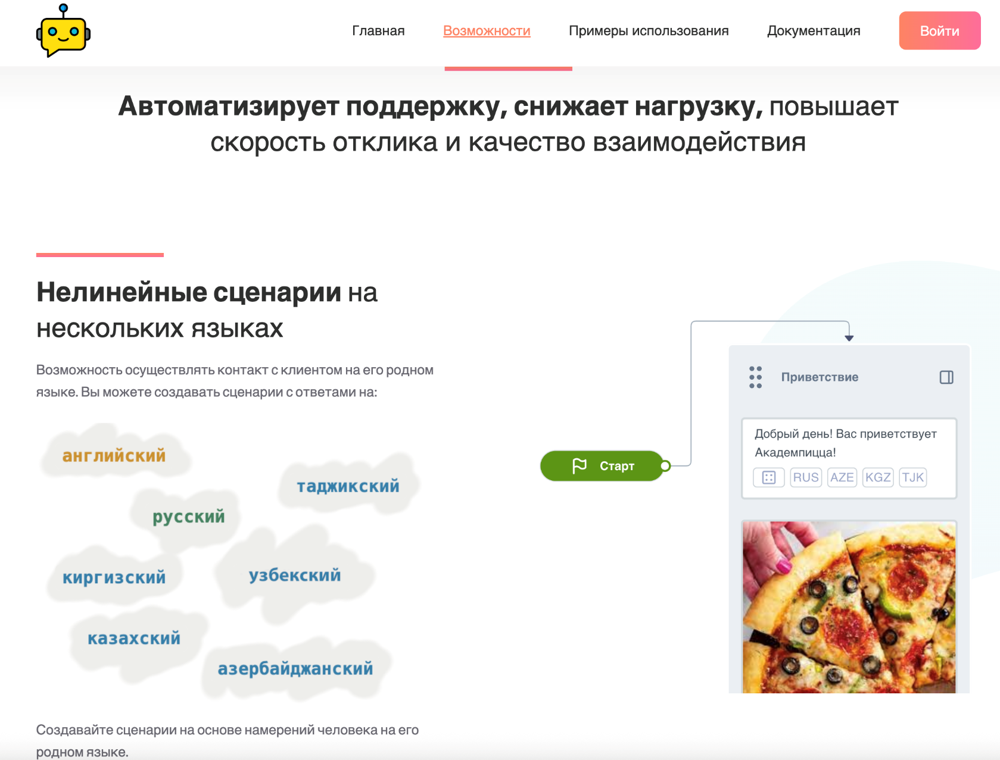 Главная
Возможности
Примеры использования
Документация
Войти
Автоматизирует поддержку, снижает нагрузку, повышает
скорость отклика и качество взаимодействия
Нелинейные сценарии на
нескольких языках
Возможность осуществлять контакт с клиентом на его родном
языке. Вы можете создавать сценарии с ответами на:
английский
таджикский
русский
киргизский
узбекский
казахский
азербайджанский
Создавайте сценарии на основе намерений человека на его
родном языке.
Старт
Приветствие
Добрый день! Вас приветствует
Академпицца!
RUS AZE KGZ TJK